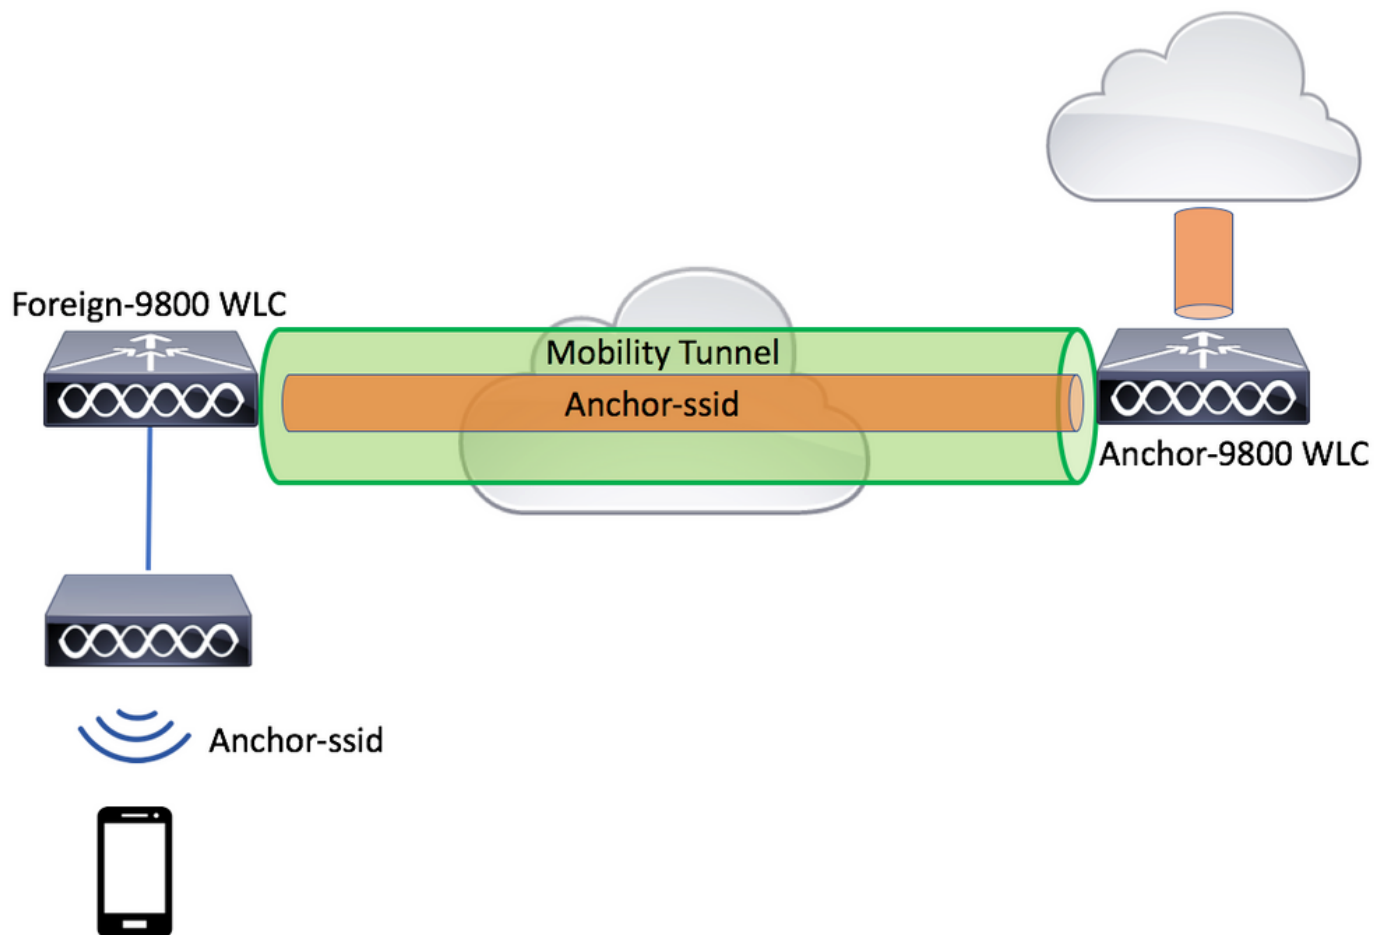 Foreign-9800 WLC
Mobility Tunnel
Anchor-ssid
Anchor-9800 WLC
Anchor-ssid